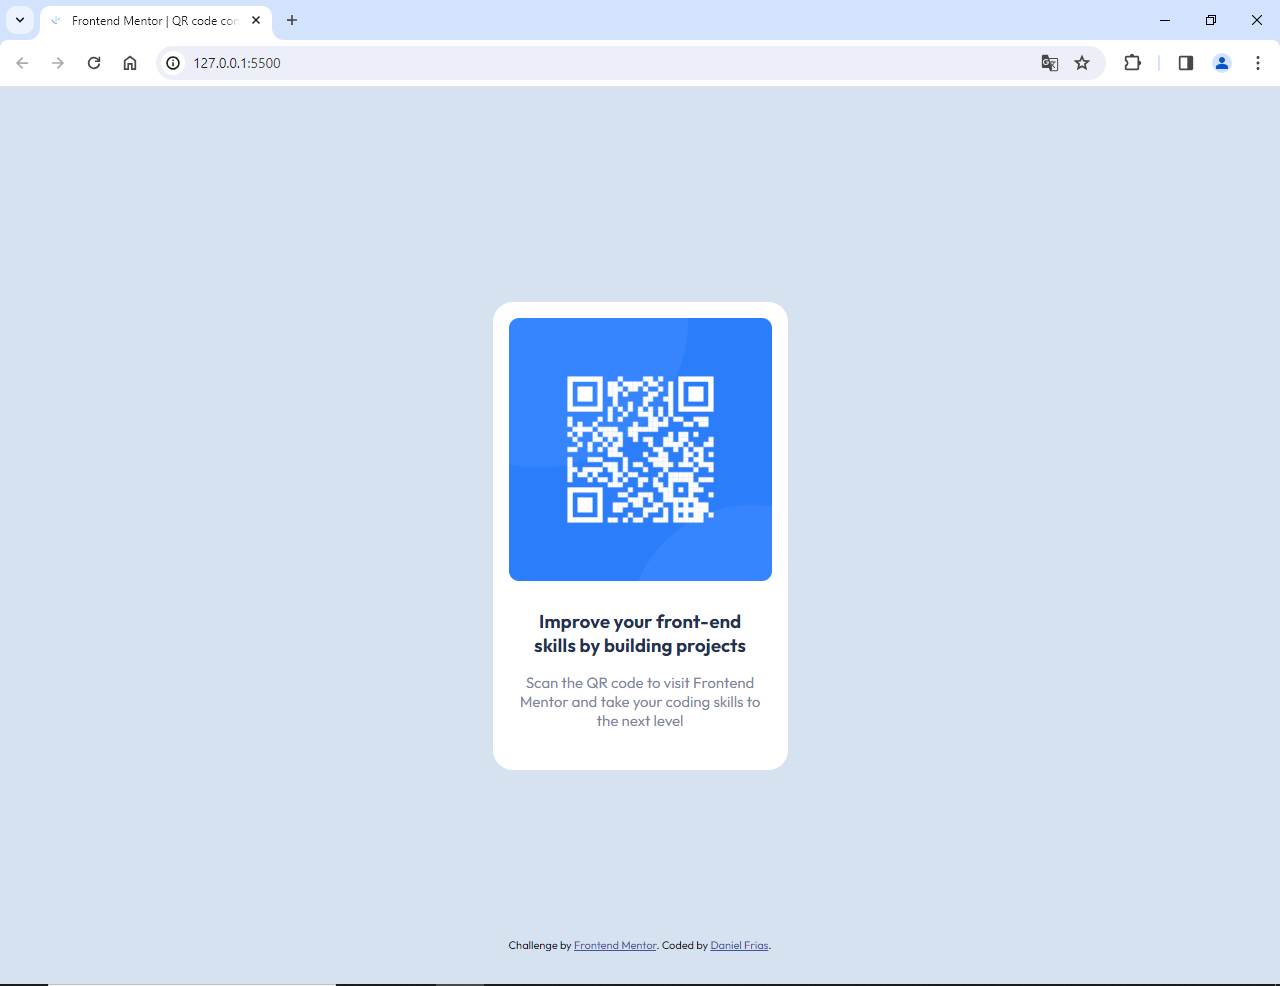 Frontend Mentor | QR code con
127.0.0.1:5500
Improve your front-end
skills by building projects
Scan the QR code to visit Frontend
Mentor and take your coding skills to
the next level
Challenge by Frontend Mentor. Coded by Daniel Frias.